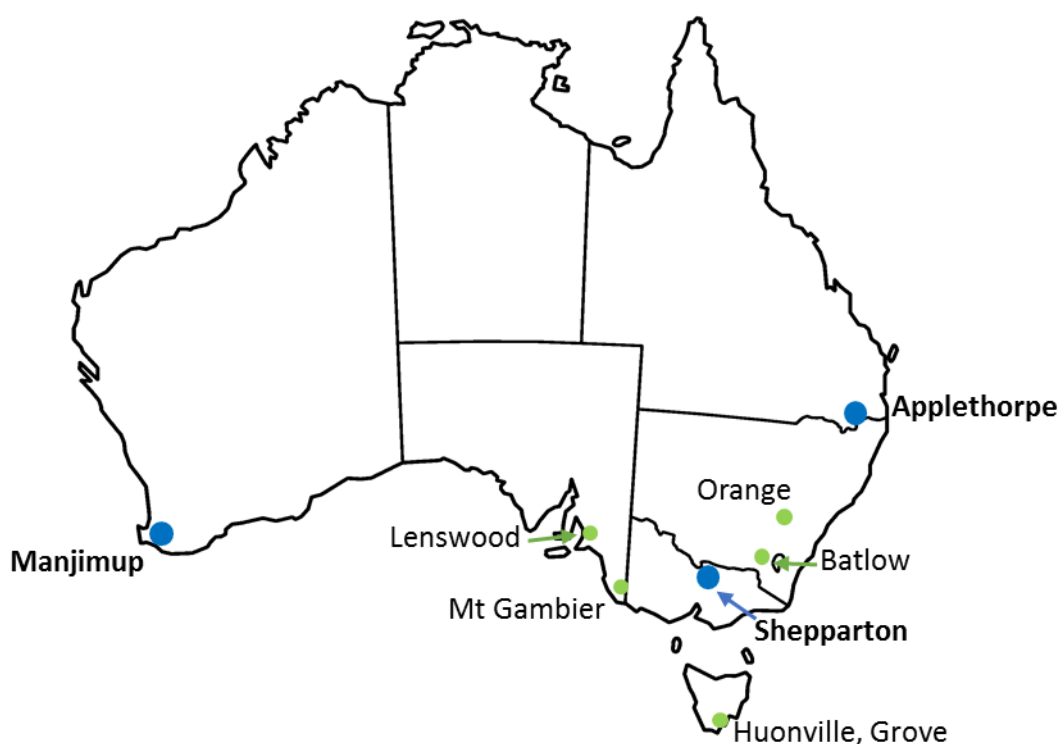 Applethorpe
Orange
Lenswood
Manjimup
Batlow
Mt Gambier
Shepparton
Huonville, Grove